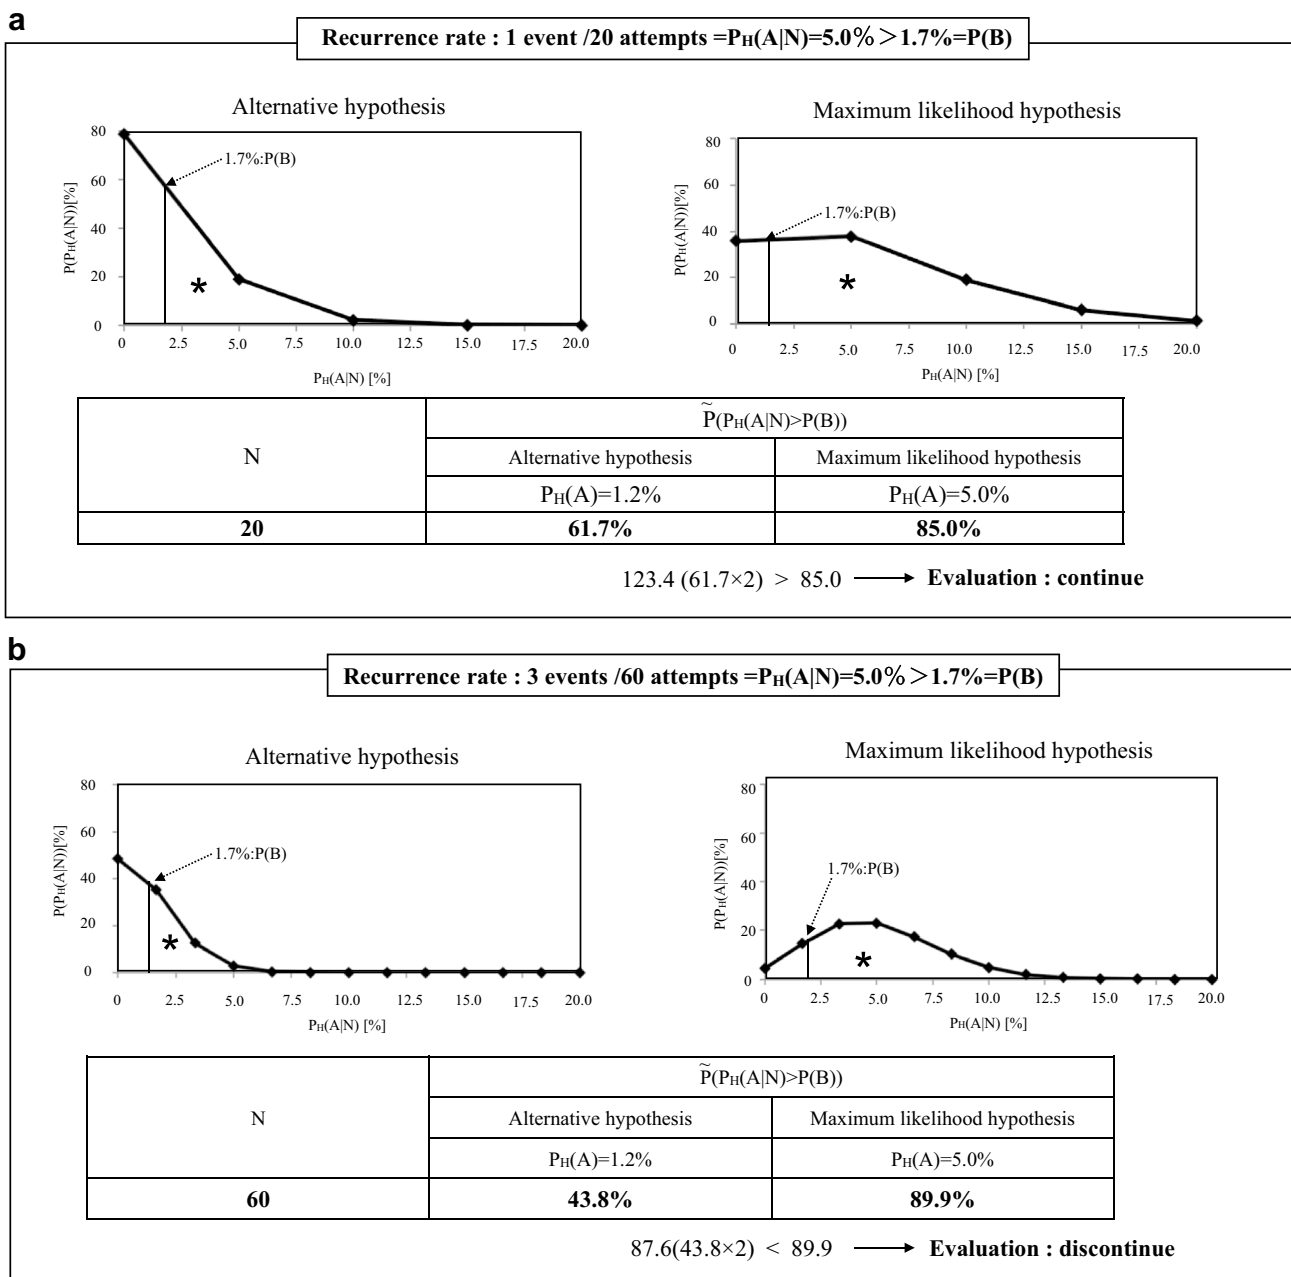 a
Recurrence rate : 1 event /20 attempts =PH(A|N)=5.0%＞1.7%=P(B)
Alternative hypothesis
80
60
40
20
0
P(PH(A|N))[%]
1.7%:P(B)
*
0 2.5 5.0 7.5 10.0 12.5 15.0 17.5 20.0
PH(A|N) [%]
Maximum likelihood hypothesis
80
60
40
20
0
P(PH(A|N))[%]
1.7%:P(B)
*
0 2.5 5.0 7.5 10.0 12.5 15.0 17.5 20.0
PH(A|N) [%]
N
P̃(PH(A|N)>P(B))
Alternative hypothesis Maximum likelihood hypothesis
PH(A)=1.2% PH(A)=5.0%
20 61.7% 85.0%
123.4 (61.7×2) > 85.0 → Evaluation : continue
b
Recurrence rate : 3 events /60 attempts =PH(A|N)=5.0%＞1.7%=P(B)
Alternative hypothesis
80
60
40
20
0
P(PH(A|N))[%]
1.7%:P(B)
*
0 2.5 5.0 7.5 10.0 12.5 15.0 17.5 20.0
PH(A|N) [%]
Maximum likelihood hypothesis
80
60
40
20
0
P(PH(A|N))[%]
1.7%:P(B)
*
0 2.5 5.0 7.5 10.0 12.5 15.0 17.5 20.0
PH(A|N) [%]
N
P̃(PH(A|N)>P(B))
Alternative hypothesis Maximum likelihood hypothesis
PH(A)=1.2% PH(A)=5.0%
60 43.8% 89.9%
87.6(43.8×2) < 89.9 → Evaluation : discontinue